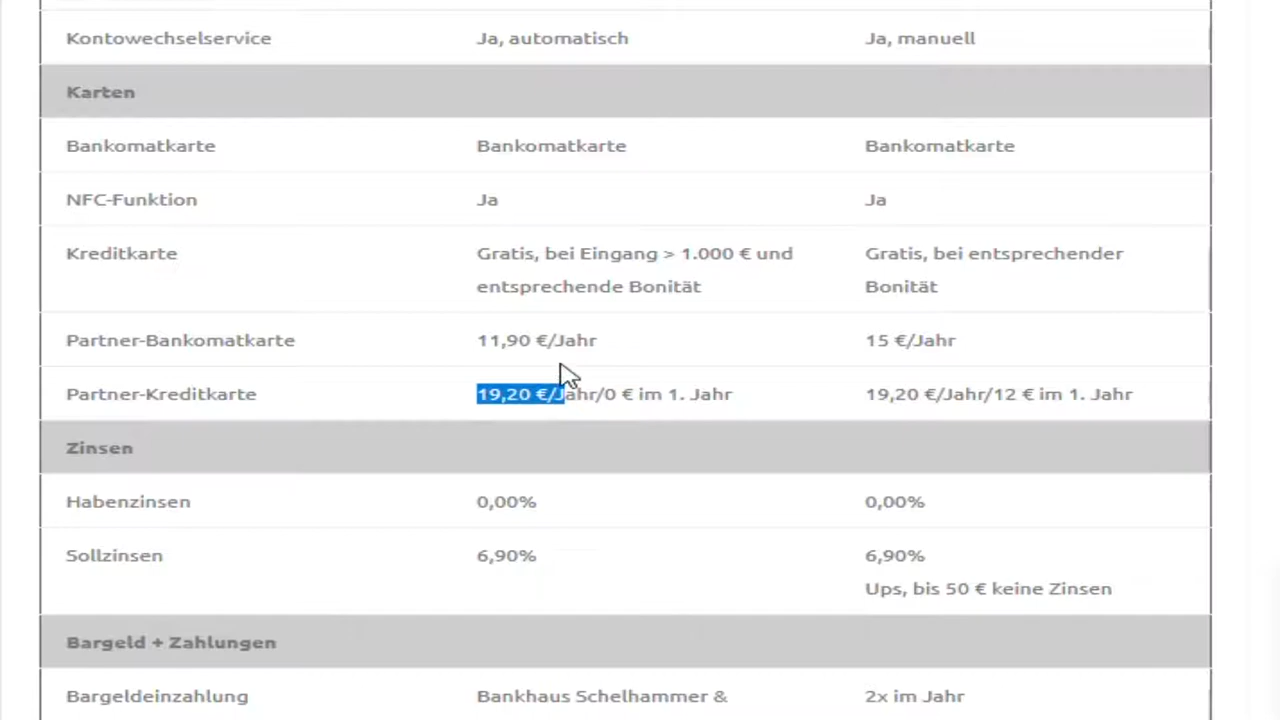 Kontowechselservice Ja, automatisch Ja, manuell
Karten
Bankomatkarte Bankomatkarte Bankomatkarte
NFC-Funktion Ja Ja
Kreditkarte Gratis, bei Eingang > 1.000 € und Gratis, bei entsprechender
entsprechende Bonität Bonität
Partner-Bankomatkarte 11,90 €/Jahr 15 €/Jahr
Partner-Kreditkarte 19,20 €/Jahr/0 € im 1. Jahr 19,20 €/Jahr/12 € im 1. Jahr
Zinsen
Habenzinsen 0,00% 0,00%
Sollzinsen 6,90% 6,90%
Ups, bis 50 € keine Zinsen
Bargeld + Zahlungen
Bargeldeinzahlung Bankhaus Schelhammer & 2x im Jahr